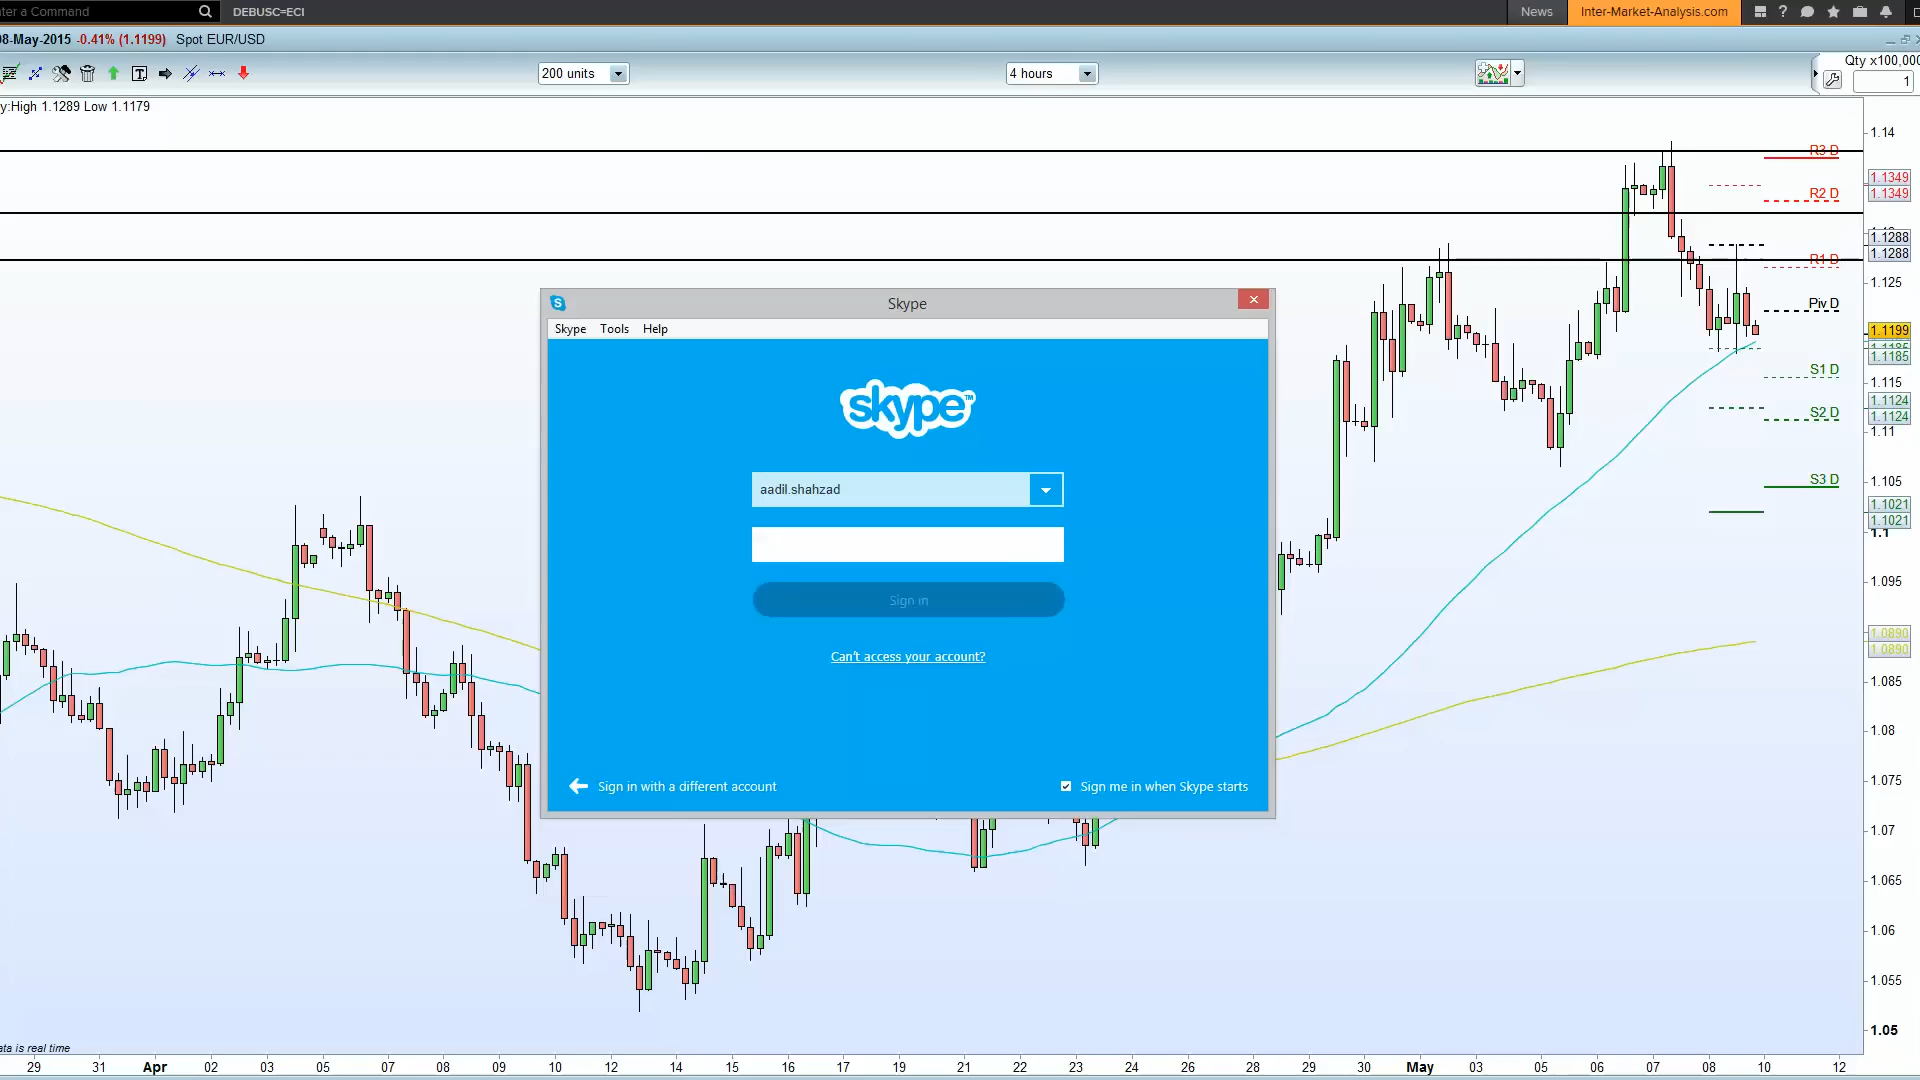 ter a Command DEBUSC=ECI News Inter-Market-Analysis.com ?
08-May-2015 -0.41% (1.1199) Spot EUR/USD
200 units 4 hours Qty x100,000
1
y:High 1.1289 Low 1.1179
1.14
R3 D
1.1349
R2 D 1.1349
1.1288
1.1288
R1 D
1.125
Piv D
1.1199
1.1185
S1 D
1.115
1.1124
S2 D 1.1124
1.11
S3 D 1.105
1.1021
1.1021
1.1
1.095
1.0890
1.0890
1.085
1.08
1.075
1.07
1.065
1.06
1.055
1.05
Skype
Skype Tools Help
skype™
aadil.shahzad
Sign in
Can't access your account?
Sign in with a different account Sign me in when Skype starts
ata is real time
29 31 Apr 02 03 05 07 08 09 10 12 14 15 16 17 19 21 22 23 24 26 28 29 30 May 03 05 06 07 08 10 12